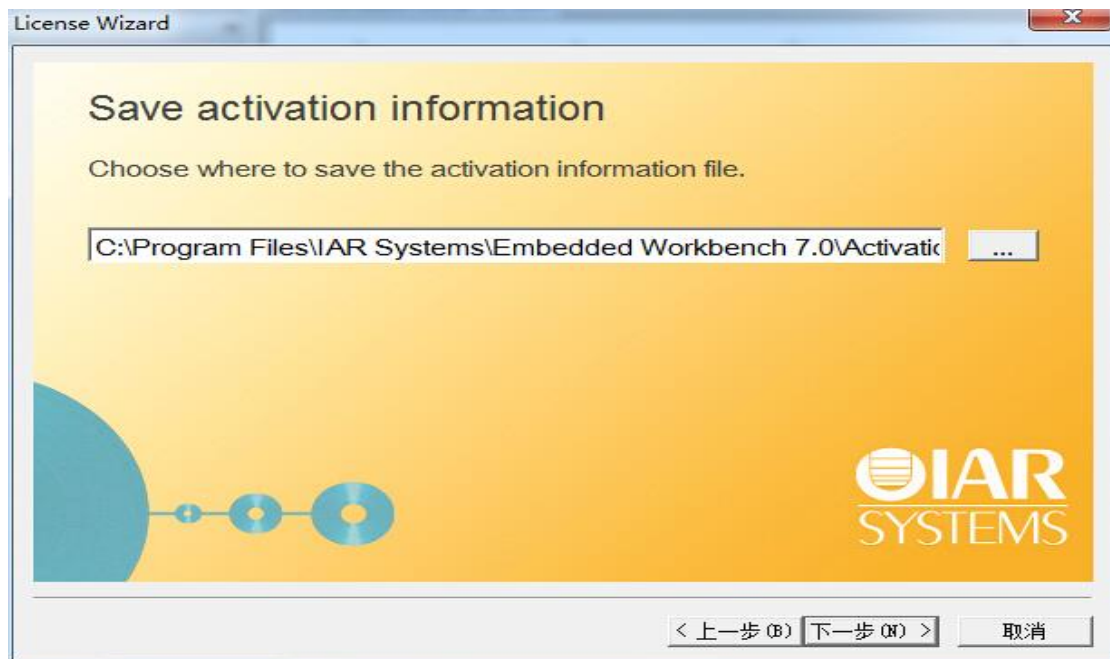 License Wizard
Save activation information
Choose where to save the activation information file.
C:\Program Files\IAR Systems\Embedded Workbench 7.0\Activatic
...
IAR
SYSTEMS
< 上一步(B) 下一步(N) > 取消